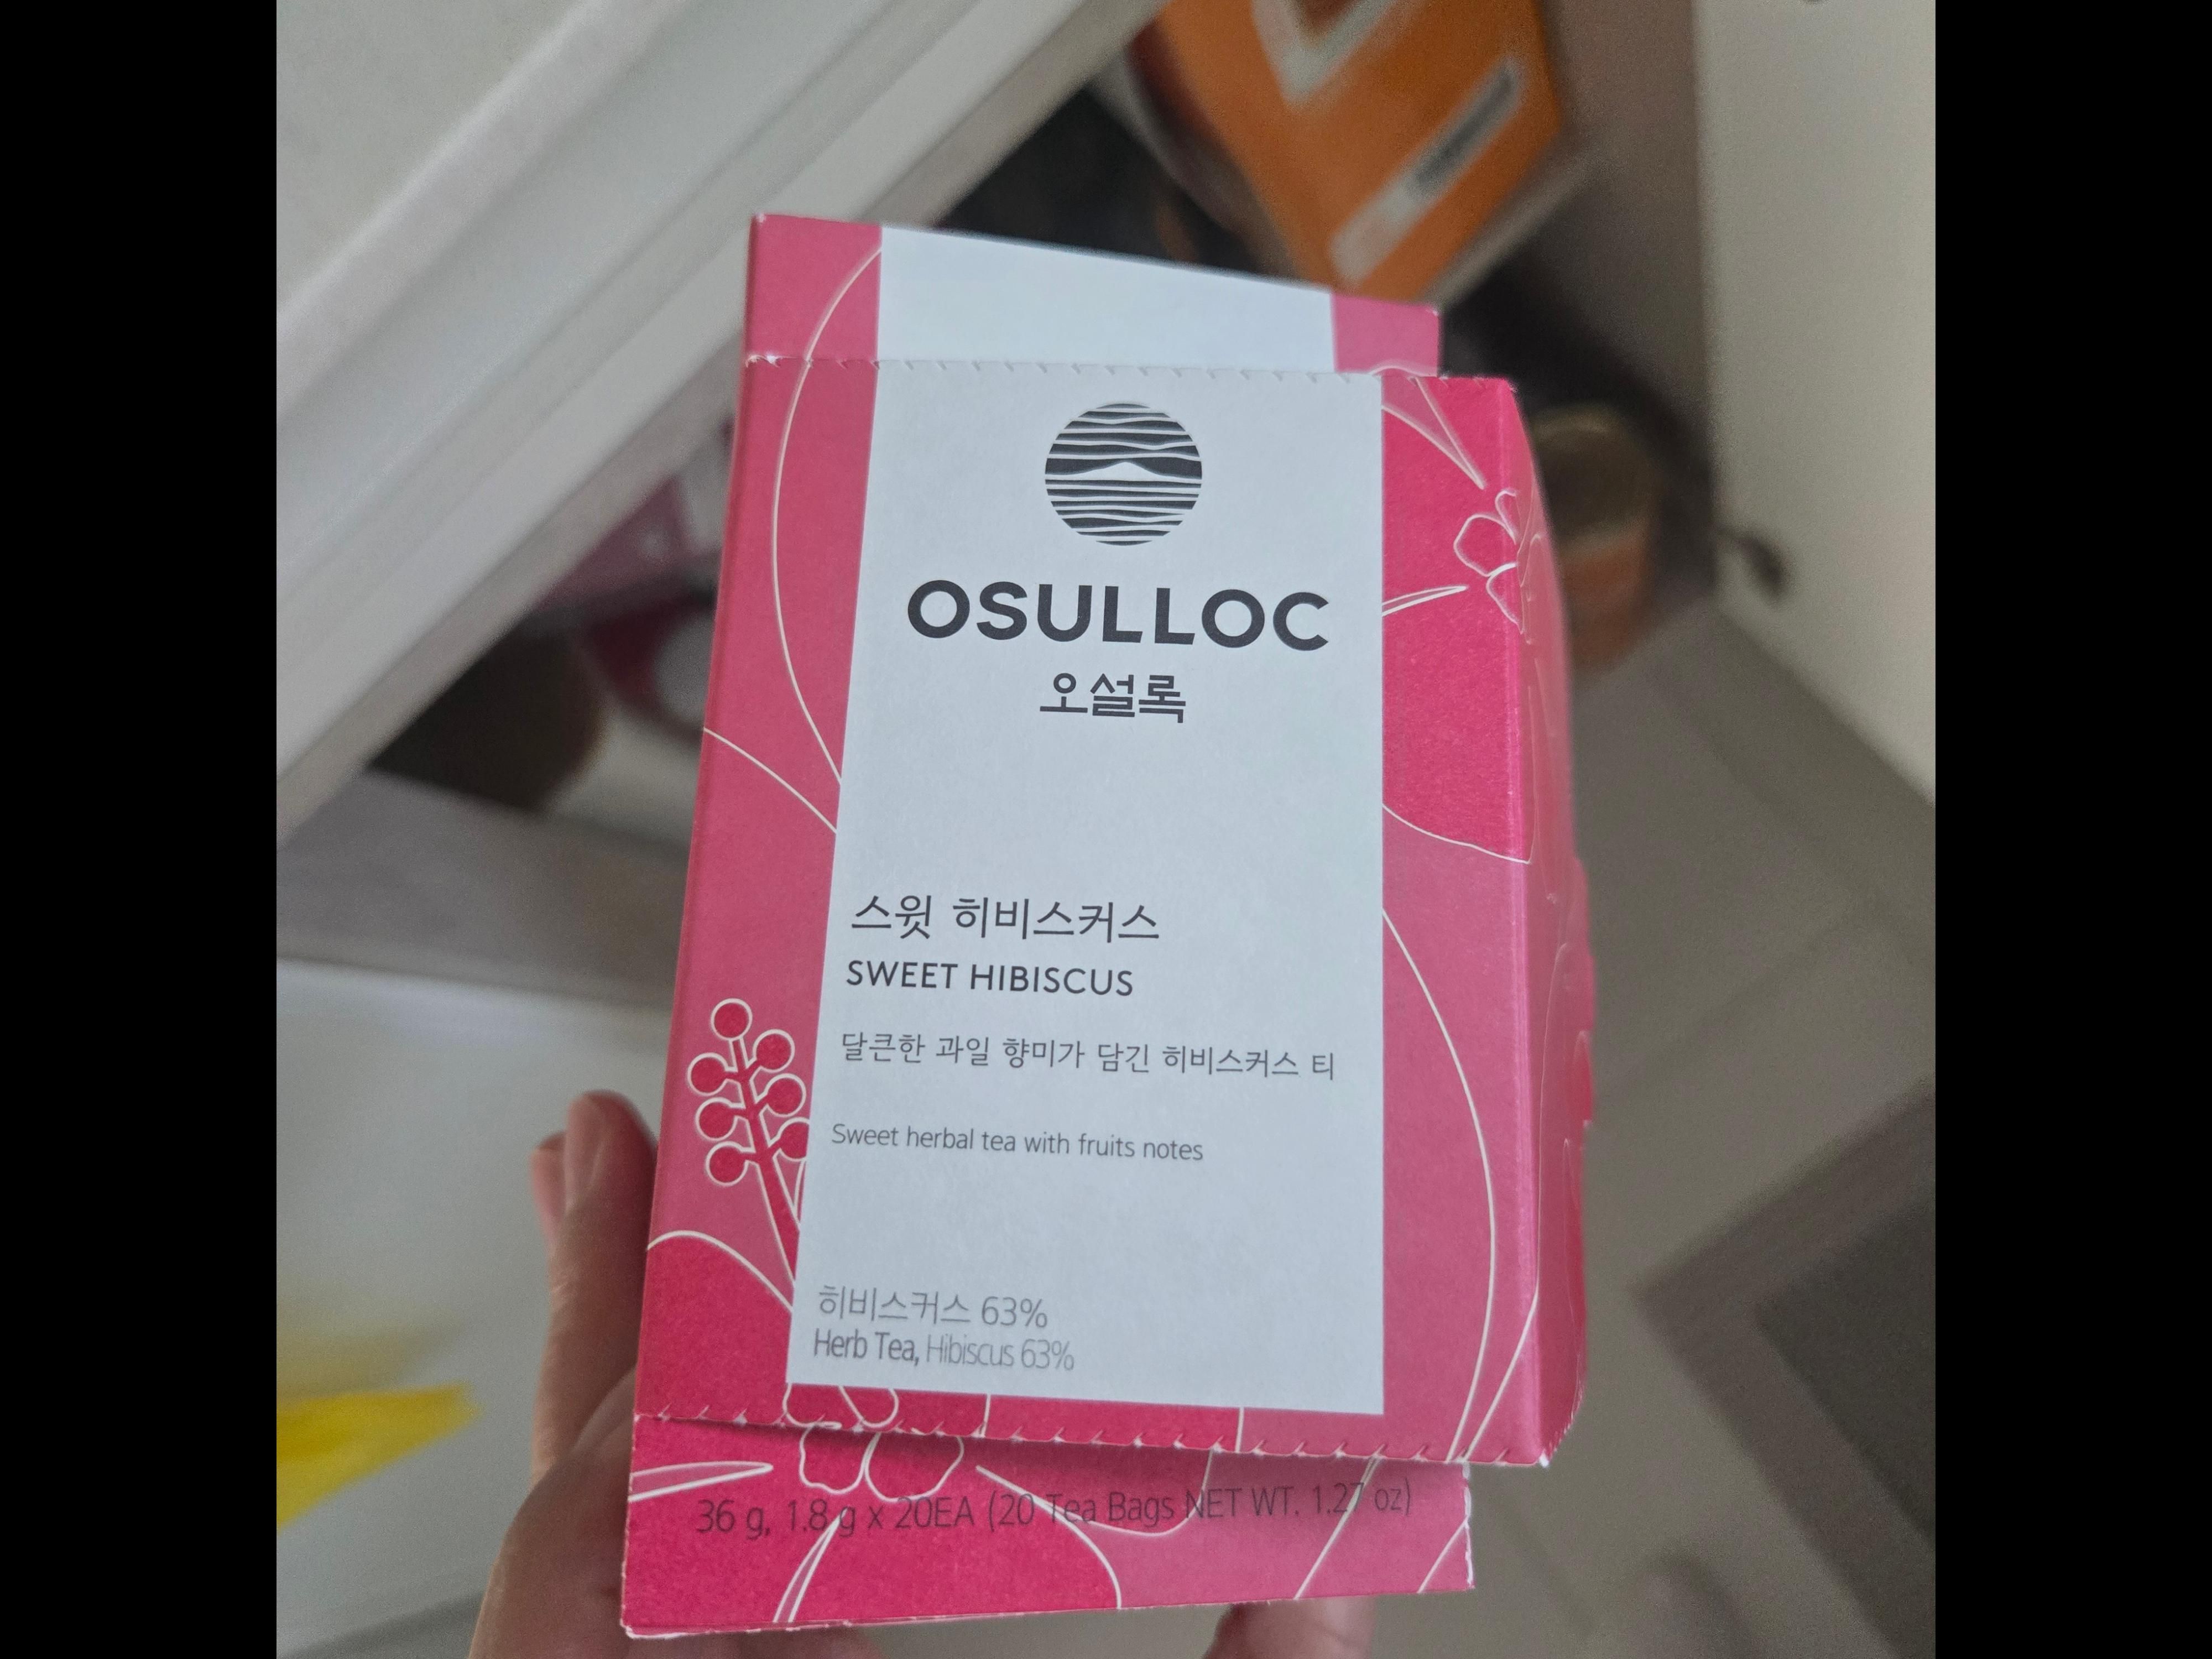 OSULLOC
오설록
스윗 히비스커스
SWEET HIBISCUS
달큰한 과일 향미가 담긴 히비스커스 티
Sweet herbal tea with fruits notes
히비스커스 63%
Herb Tea, Hibiscus 63%
36 g, 1.8 g x 20EA (20 Tea Bags NET WT. 1.27 oz)